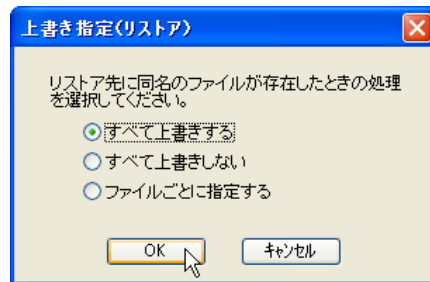 上書き指定(リストア)
リストア先に同名のファイルが存在したときの処理
を選択してください。
すべて上書きする
すべて上書きしない
ファイルごとに指定する
OK キャンセル